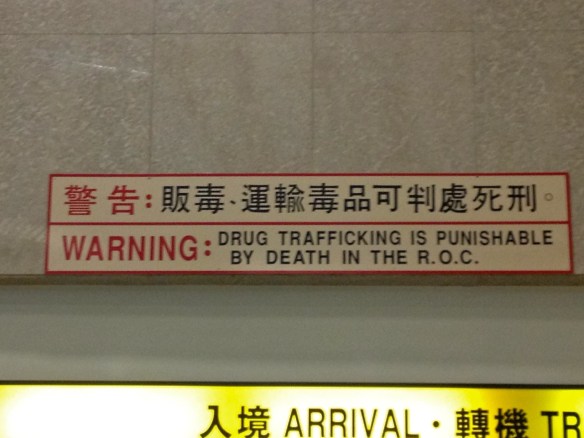 警告:販毒、運輸毒品可判處死刑。
WARNING: DRUG TRAFFICKING IS PUNISHABLE
BY DEATH IN THE R.O.C.
入境 ARRIVAL · 轉機 TR